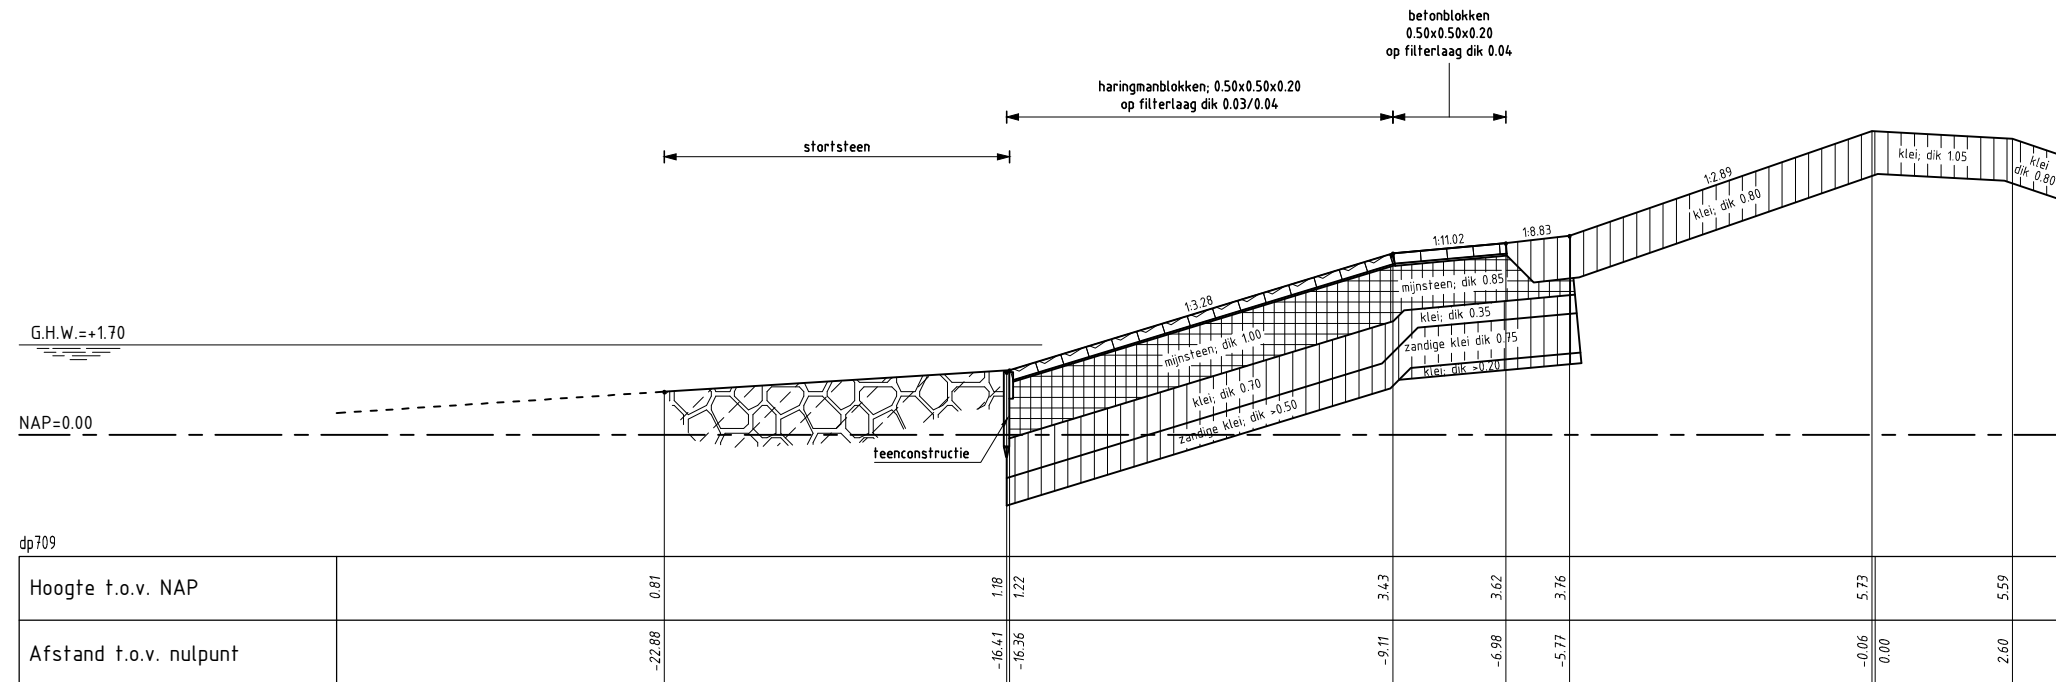 betonblokken
0.50x0.50x0.20
op filterlaag dik 0.04
haringmanblokken; 0.50x0.50x0.20
op filterlaag dik 0.03/0.04
stortsteen
klei; dik 1.05
klei
dik 0.80
1:2.89
klei; dik 0.80
1:11.02
1:8.83
mijnsteen; dik 0.85
1:3.28
klei; dik 0.35
G.H.W.=+1.70
mijnsteen; dik 1.00
zandige klei dik 0.75
klei; dik >0.20
klei; dik 0.70
zandige klei; dik >0.50
NAP=0.00
teenconstructie
dp709
Hoogte t.o.v. NAP 0.81 1.18 1.22 3.43 3.62 3.76 5.73 5.59
Afstand t.o.v. nulpunt -22.88 -16.41 -16.36 -9.11 -6.98 -5.77 -0.06 0.00 2.60